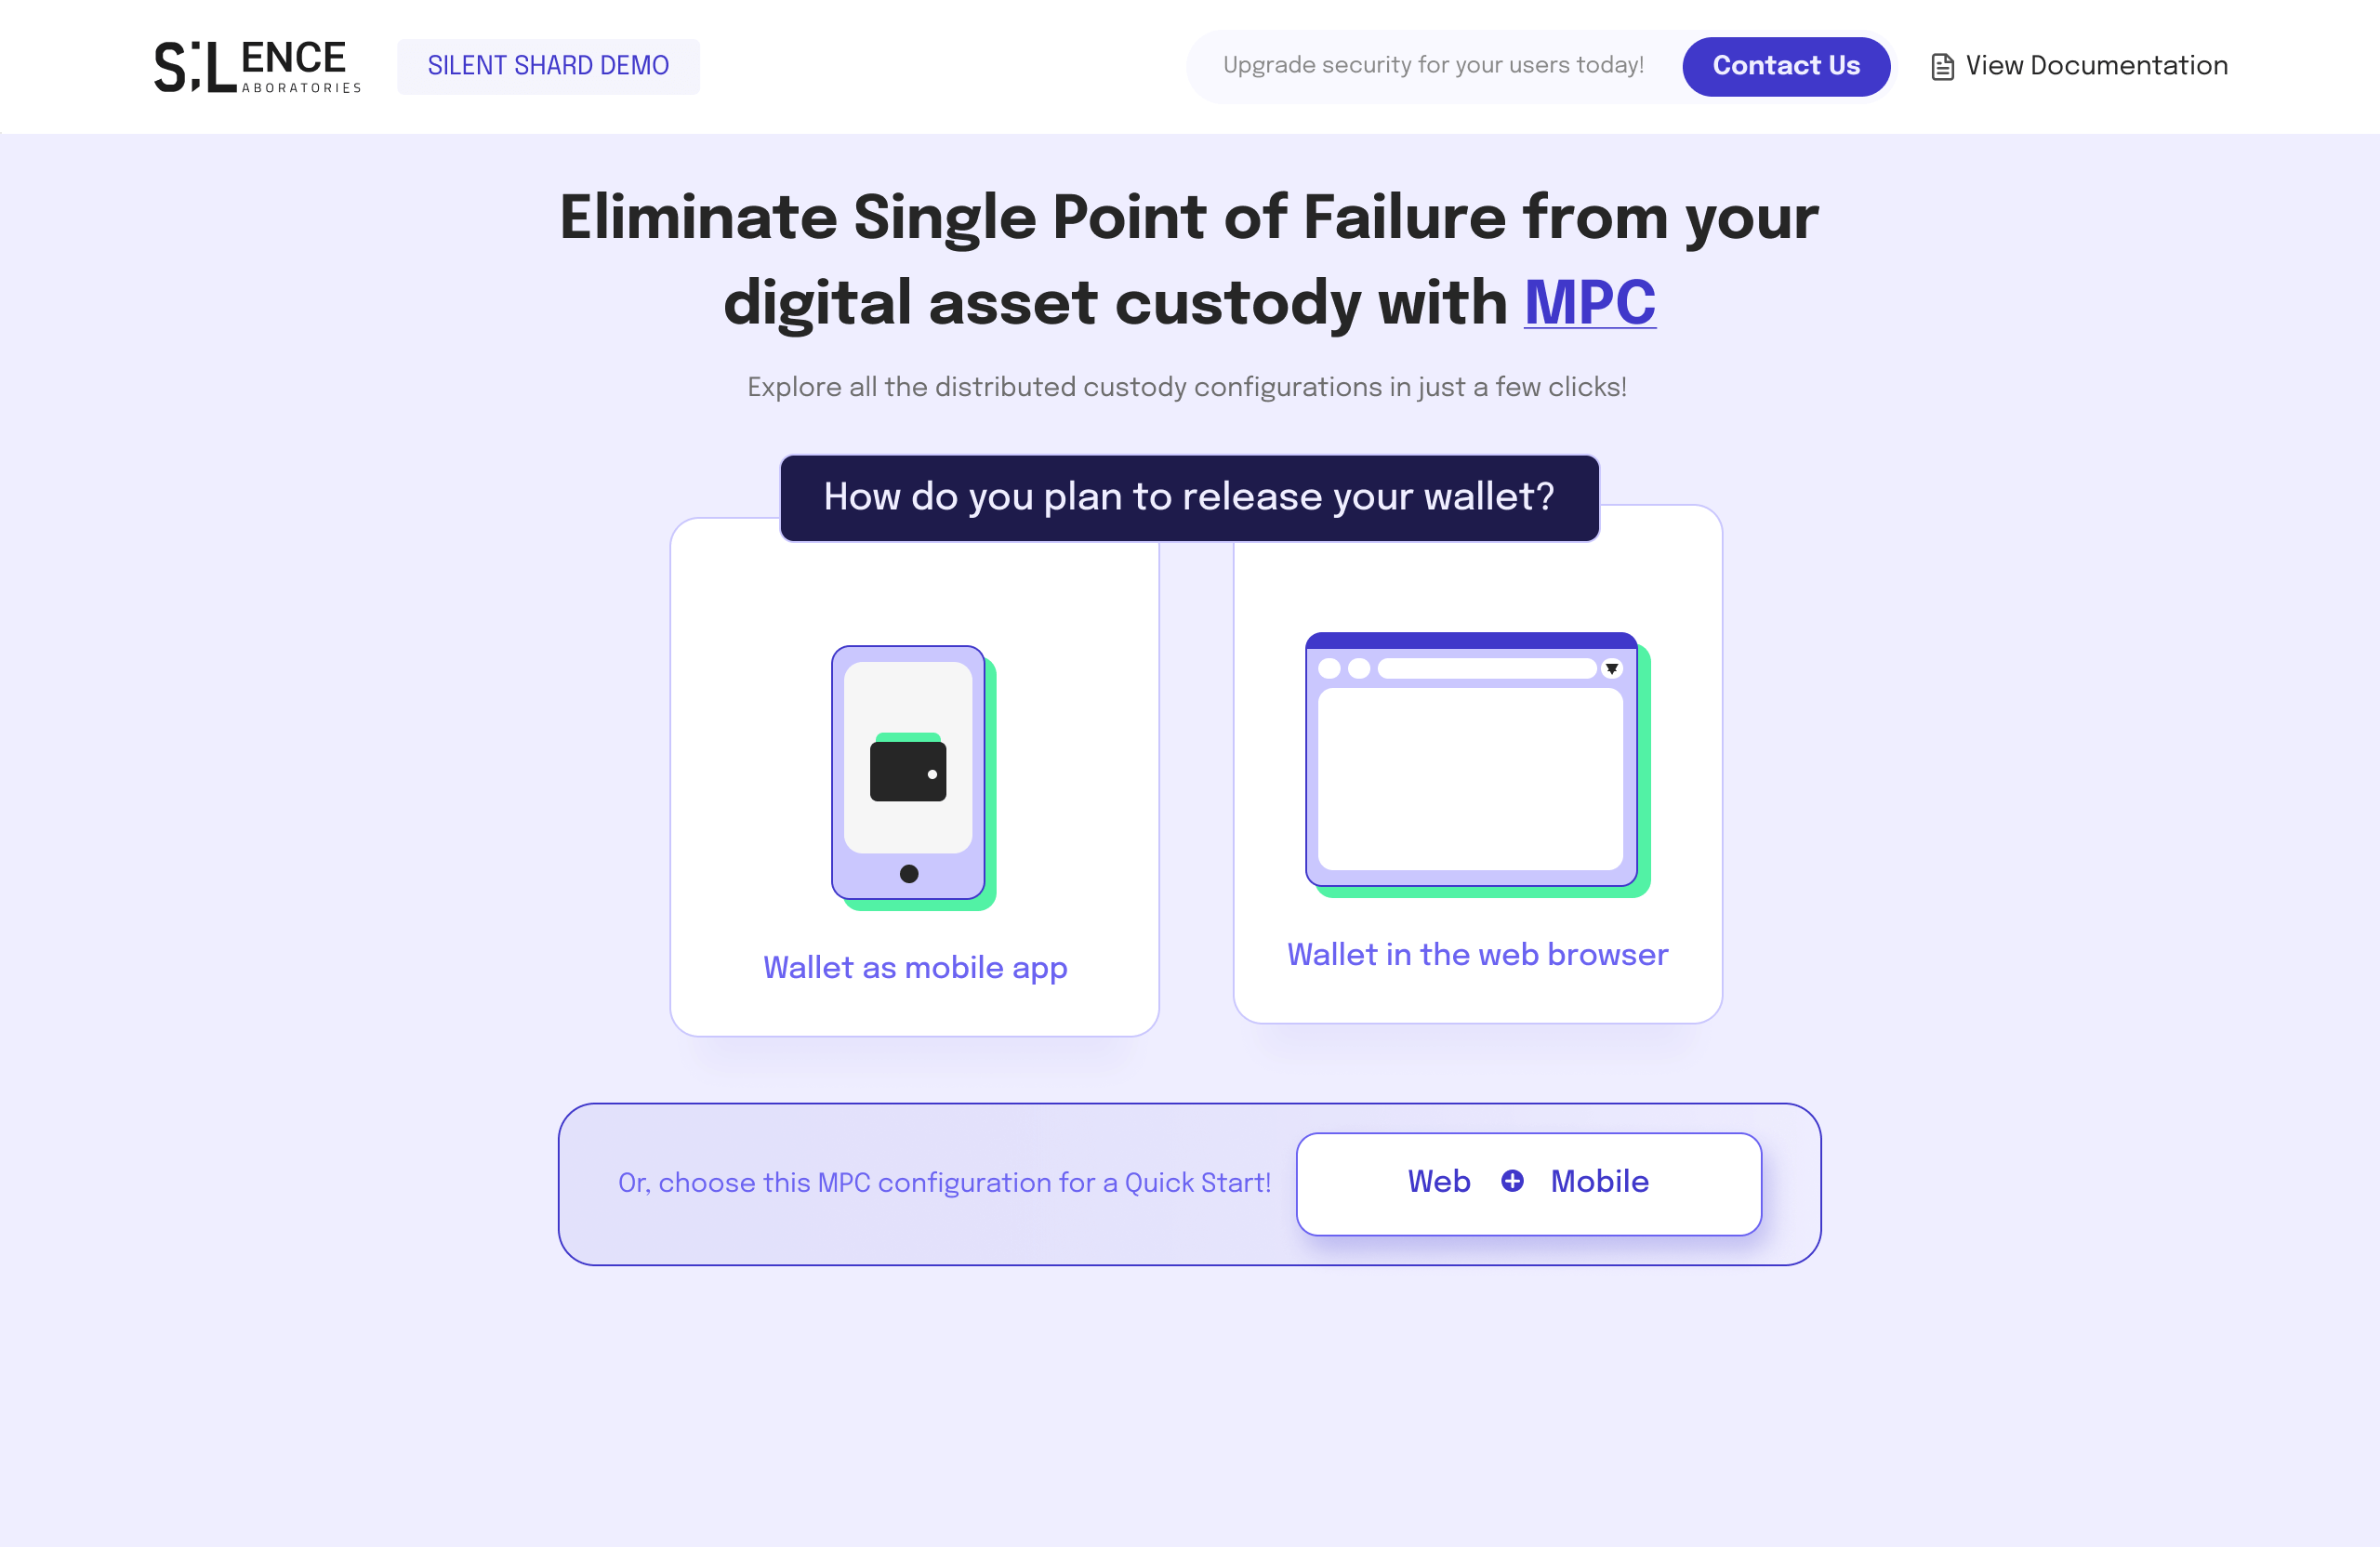 SILENCE
LABORATORIES
SILENT SHARD DEMO
Upgrade security for your users today!
Contact Us
View Documentation
Eliminate Single Point of Failure from your
digital asset custody with MPC
Explore all the distributed custody configurations in just a few clicks!
How do you plan to release your wallet?
Wallet as mobile app
Wallet in the web browser
Or, choose this MPC configuration for a Quick Start!
Web
Mobile